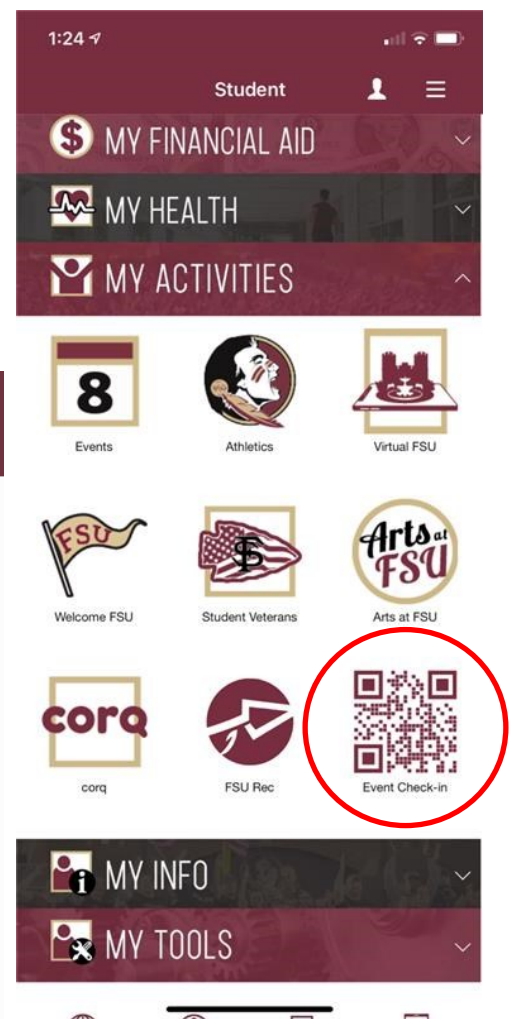 1:24
Student
$ MY FINANCIAL AID
MY HEALTH
MY ACTIVITIES
8
Events
Athletics
Virtual FSU
FSU
SF
Arts at
FSU
Welcome FSU
Student Veterans
Arts at FSU
corq
corq
FSU Rec
Event Check-in
i MY INFO
MY TOOLS